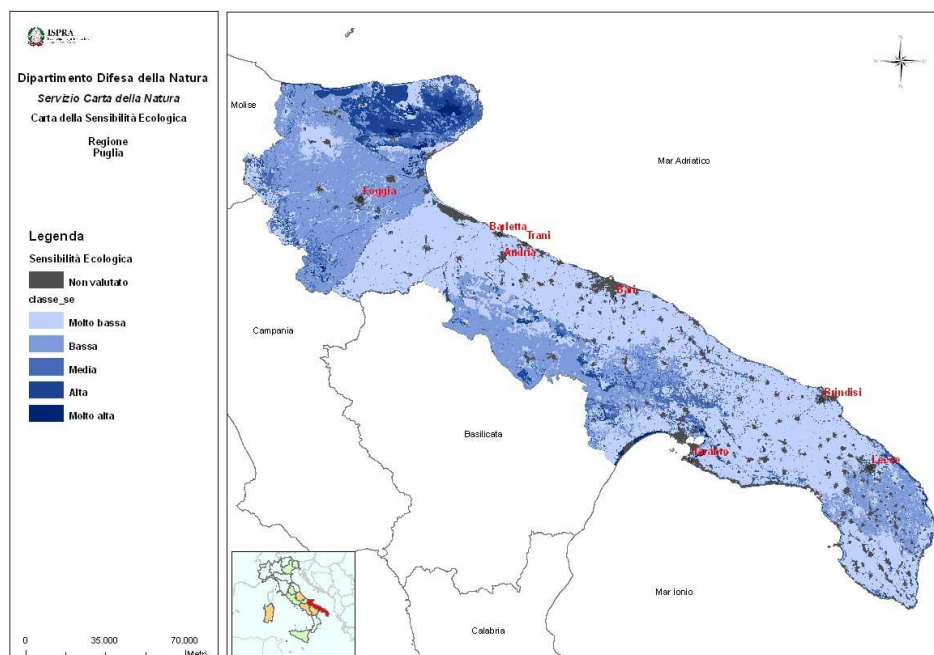 ISPRA
Dipartimento Difesa della Natura
Servizio Carta della Natura
Carta della Sensibilità Ecologica
Regione
Puglia
Legenda
Sensibilità Ecologica
Non valutato
classe_se
Molto bassa
Bassa
Media
Alta
Molto alta
0 35.000 70.000
Metri
Molise
Mar Adriatico
Foggia
Barletta
Trani
Andria
Bari
Campania
Brindisi
Basilicata
Taranto
Lecce
Mar Ionio
Calabria